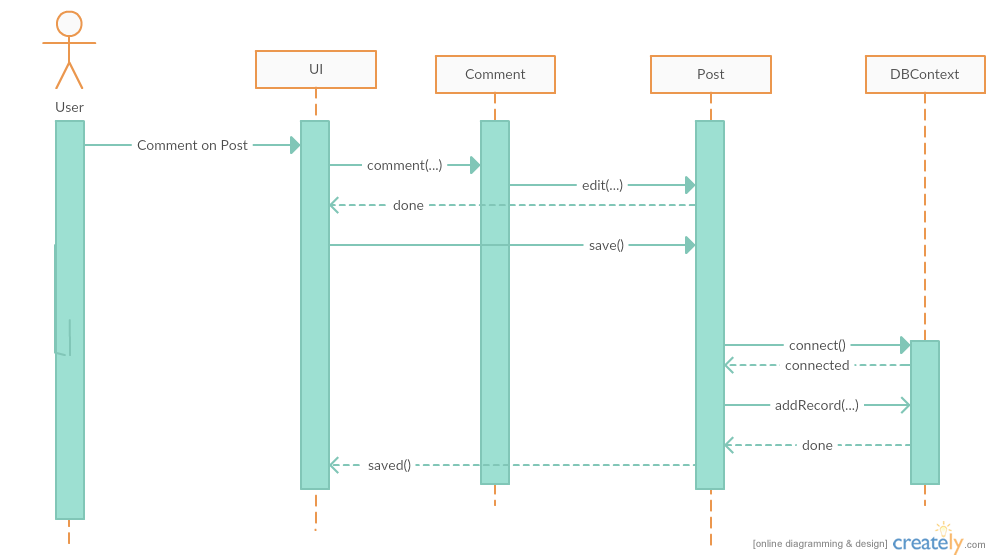 UI
Comment
Post
DBContext
User
Comment on Post
comment(...)
edit(...)
done
save()
connect()
connected
addRecord(...)
done
saved()
[online diagramming & design] creately.com